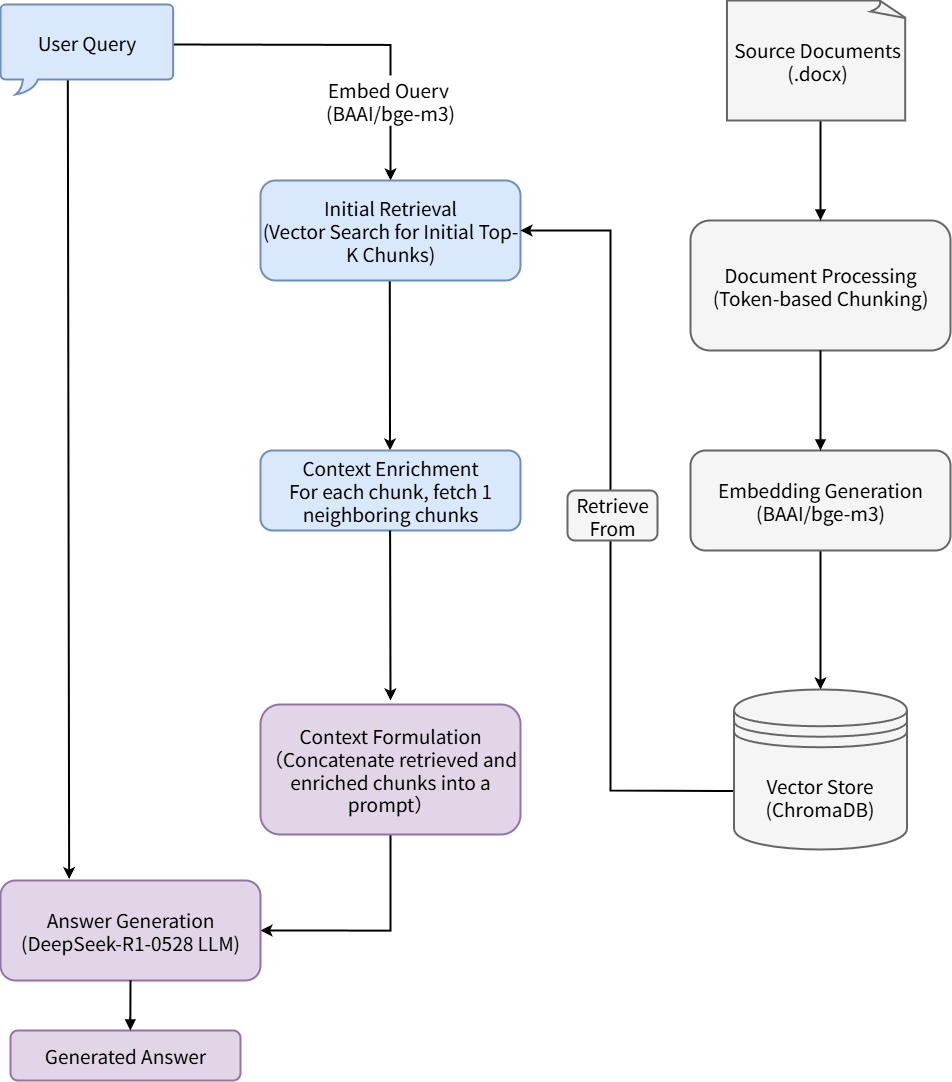 User Query
Source Documents
(.docx)
Embed Query
(BAAI/bge-m3)
Initial Retrieval
(Vector Search for Initial Top-
K Chunks)
Document Processing
(Token-based Chunking)
Context Enrichment
For each chunk, fetch 1
neighboring chunks
Retrieve
From
Embedding Generation
(BAAI/bge-m3)
Context Formulation
（Concatenate retrieved and
enriched chunks into a
prompt）
Vector Store
(ChromaDB)
Answer Generation
(DeepSeek-R1-0528 LLM)
Generated Answer